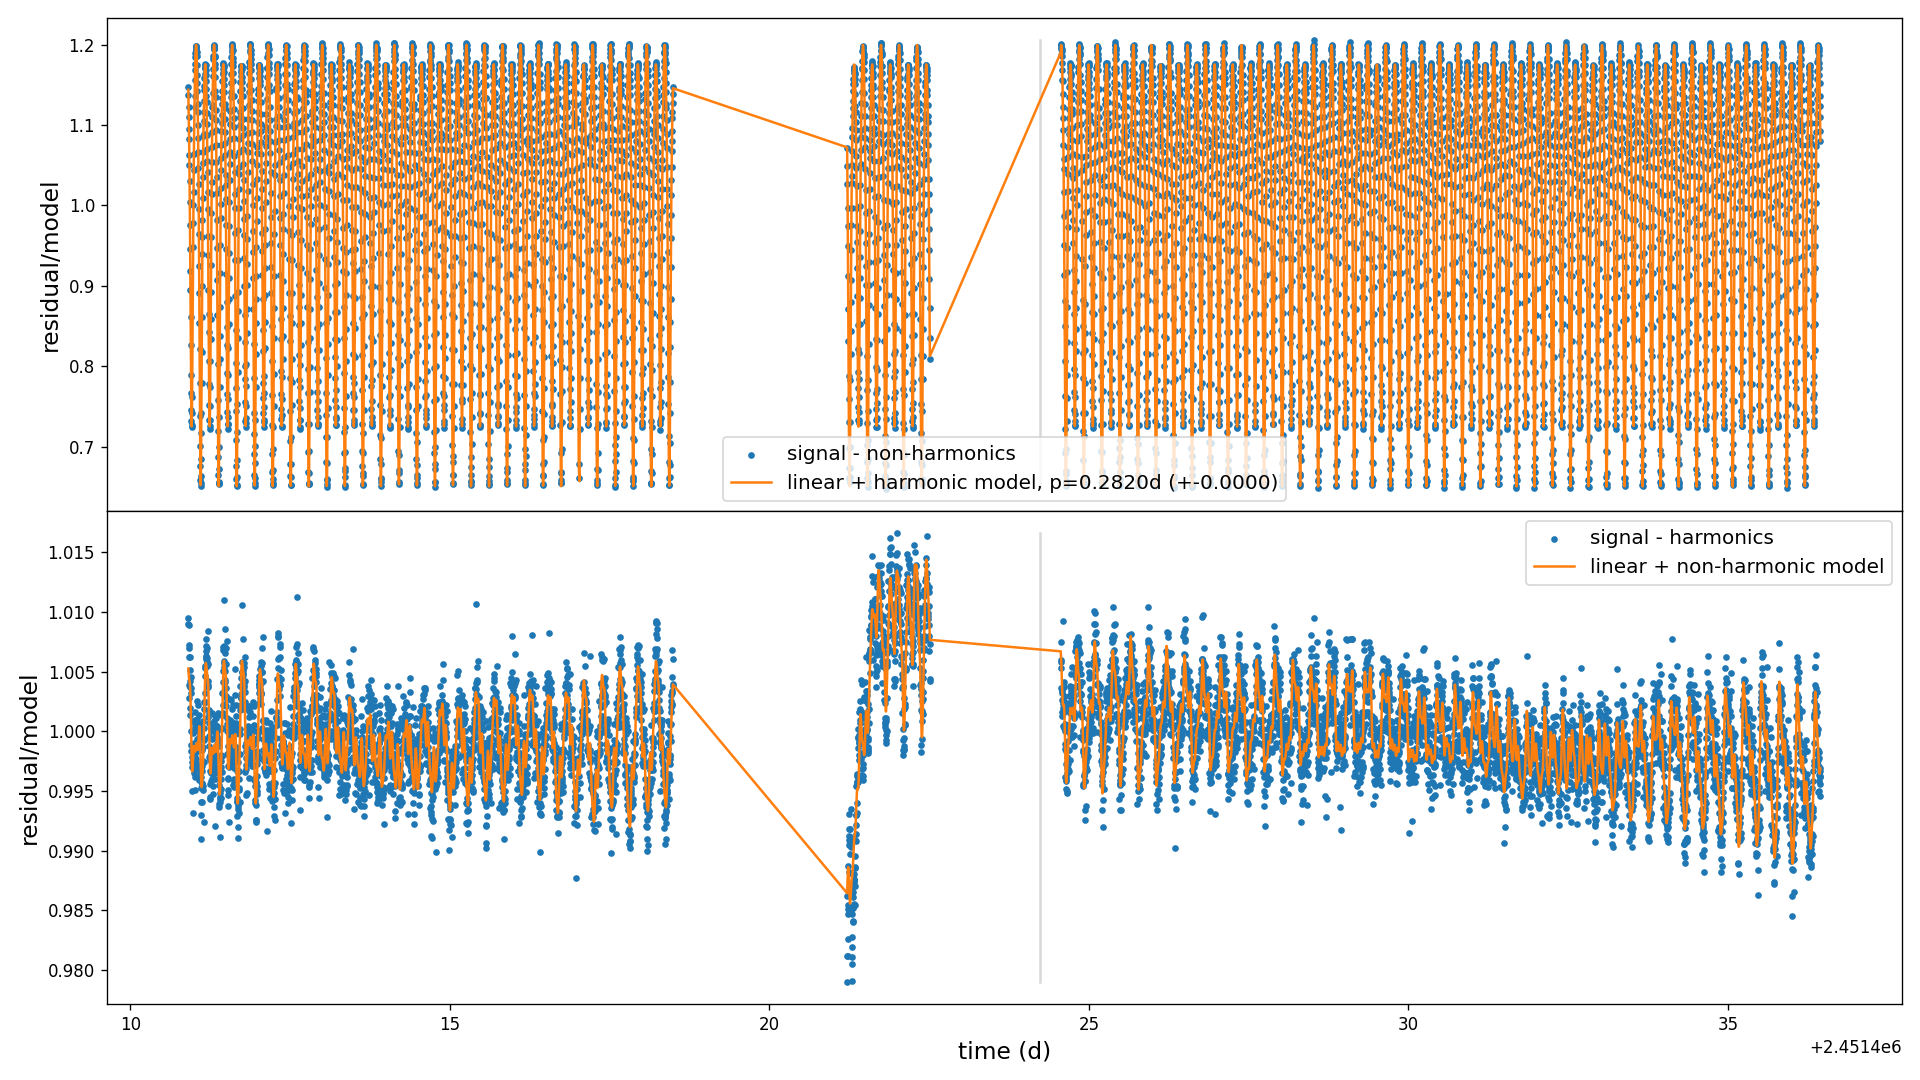 1.2
1.1
1.0
0.9
0.8
0.7
residual/model
signal - non-harmonics
linear + harmonic model, p=0.2820d (+-0.0000)
1.015
1.010
1.005
1.000
0.995
0.990
0.985
0.980
residual/model
signal - harmonics
linear + non-harmonic model
10 15 20 25 30 35
time (d)
+2.4514e6